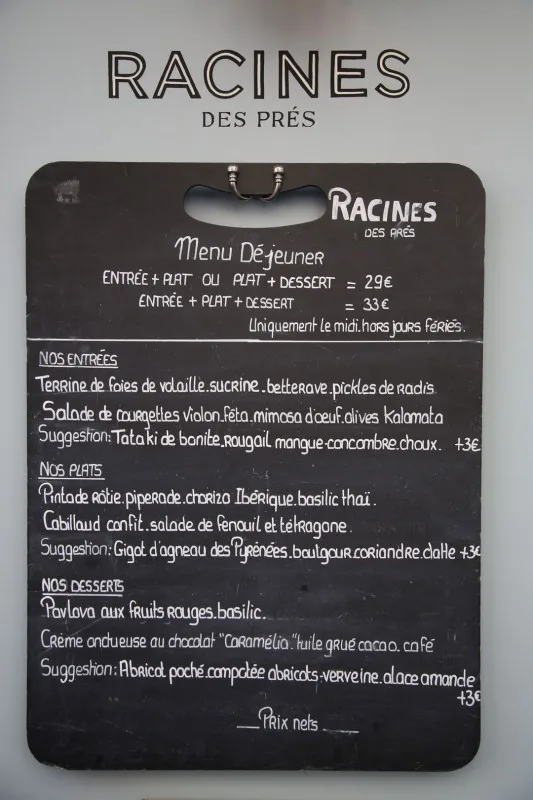 RACINES
DES PRÉS
RACINES
DES PRÉS
Menu Déjeuner
ENTRÉE + PLAT OU PLAT + DESSERT = 29€
ENTRÉE + PLAT + DESSERT = 33€
Uniquement le midi.hors jours fériés.
NOS ENTRÉES
Terrine de foies de volaille.sucrine.betterave.pickles de radis
Salade de courgettes violon.féta.mimosa d'oeuf.olives Kalamata
Suggestion: Tataki de bonite.Rougail mangue-concombre.choux. +3€
NOS PLATS
Pintade rôtie.piperade.chorizo Ibérique.basilic thaï.
Cabillaud confit.salade de fenouil et tétragone.
Suggestion: Gigot d'agneau des Pyrénées.boulgour.coriandre.datte +3€
NOS DESSERTS
Pavlova aux fruits rouges.basilic.
Crème onctueuse au chocolat "Caramélia".tuile grué cacao.café
Suggestion: Abricot poché.compotée abricots-verveine.glace amande
+3€
Prix nets